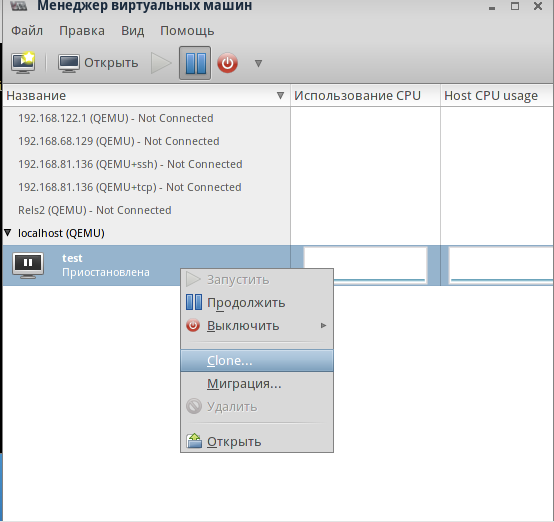 Менеджер виртуальных машин
Файл Правка Вид Помощь
Открыть
Название Использование CPU Host CPU usage
192.168.122.1 (QEMU) - Not Connected
192.168.68.129 (QEMU) - Not Connected
192.168.81.136 (QEMU+ssh) - Not Connected
192.168.81.136 (QEMU+tcp) - Not Connected
Rels2 (QEMU) - Not Connected
localhost (QEMU)
test
Приостановлена
Запустить
Продолжить
Выключить
Clone...
Миграция...
Удалить
Открыть